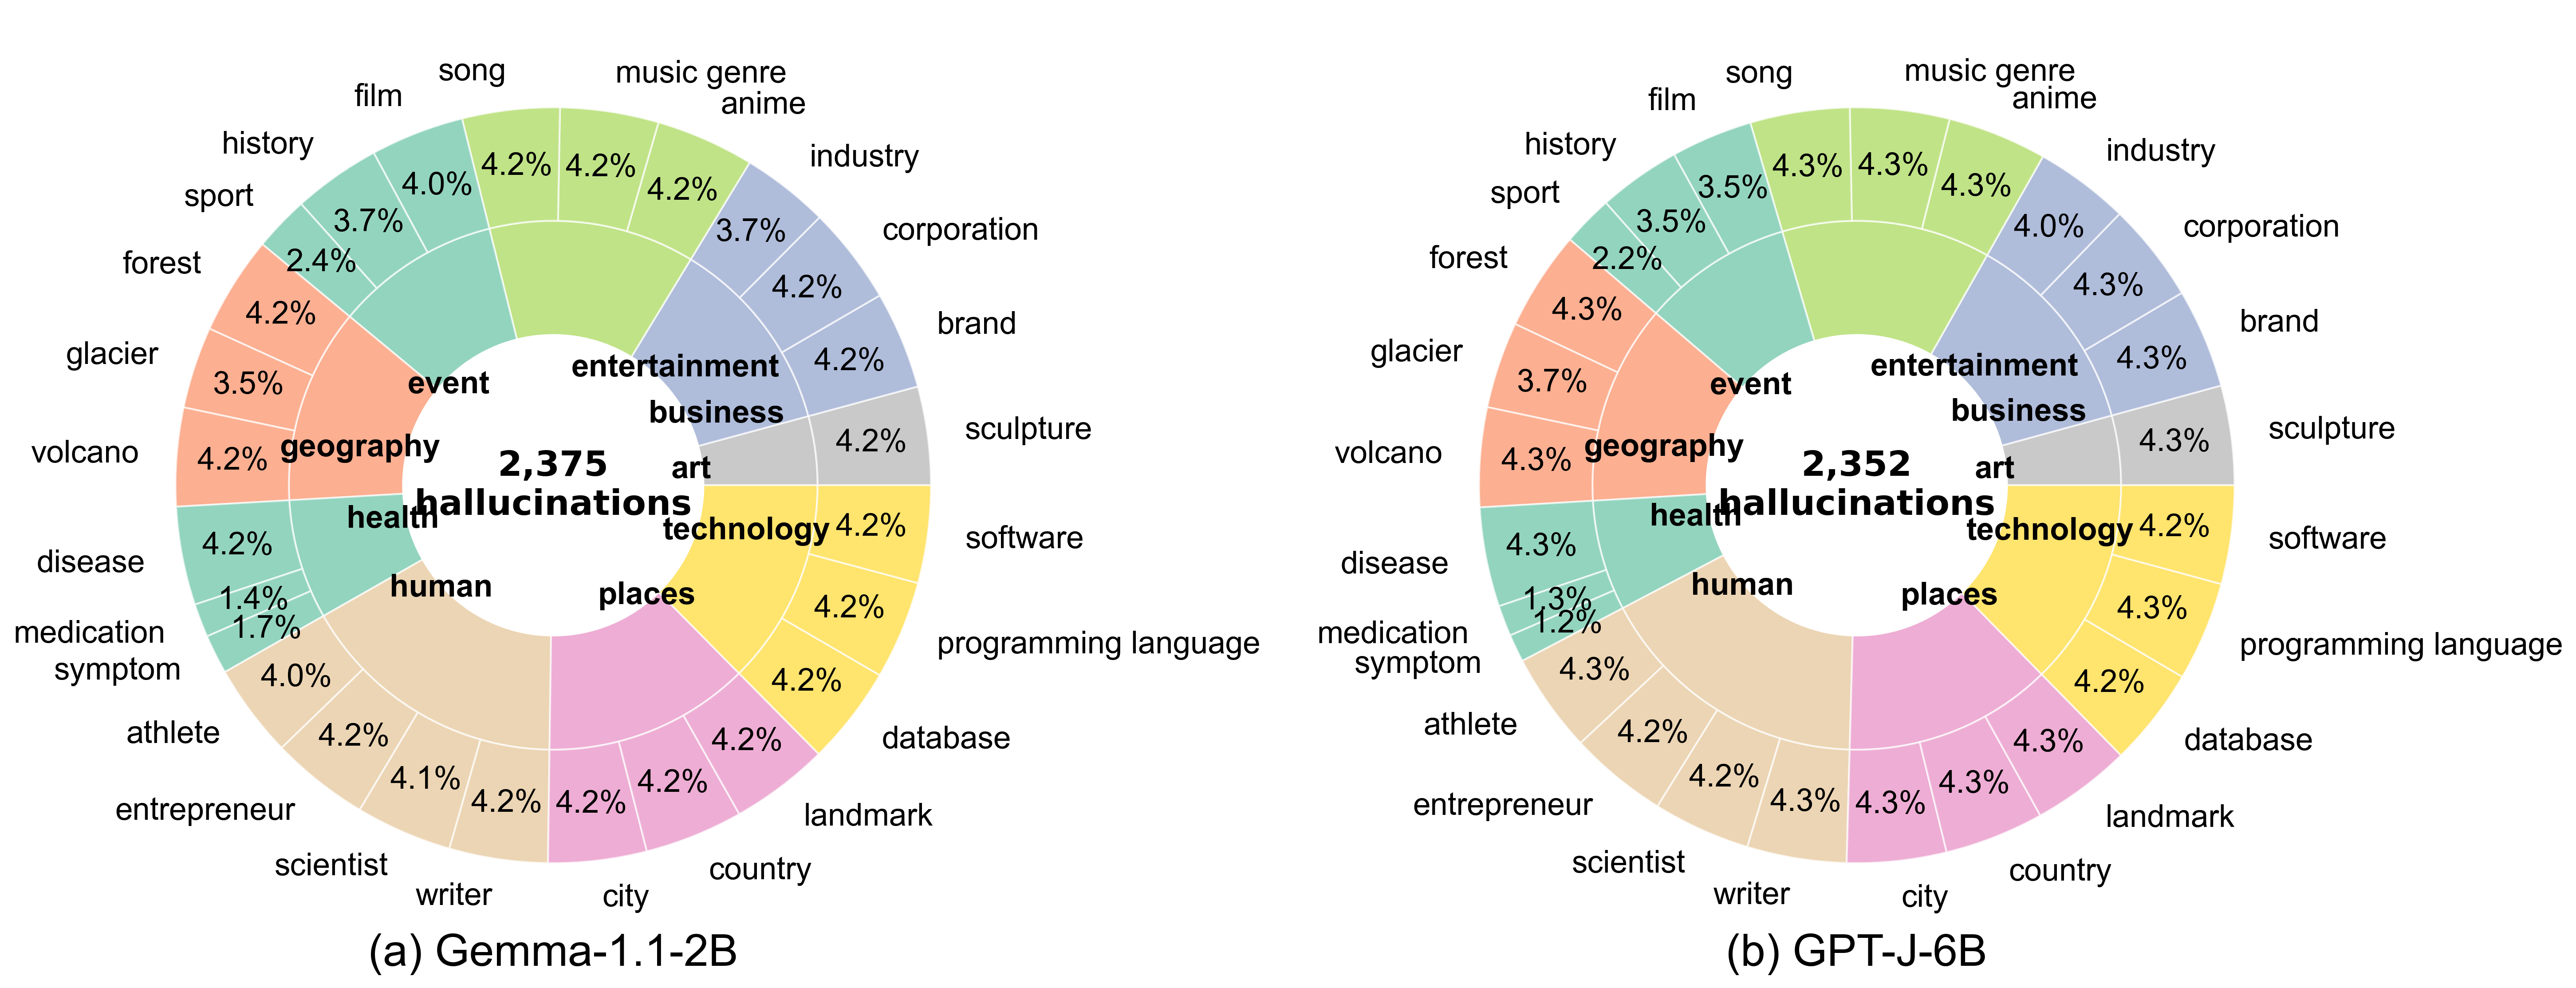 song
music genre
film
anime
history
industry
sport
corporation
forest
brand
glacier
sculpture
volcano
software
disease
programming language
medication
symptom
database
athlete
landmark
entrepreneur
country
scientist
city
writer
4.2%
4.2%
4.2%
4.0%
3.7%
3.7%
2.4%
4.2%
4.2%
4.2%
3.5%
4.2%
4.2%
4.2%
4.2%
4.2%
1.4%
4.2%
1.7%
4.0%
4.2%
4.2%
4.2%
4.1%
4.2%
4.2%
entertainment
event
business
geography
art
health
technology
human
places
2,375
hallucinations
(a) Gemma-1.1-2B
song
music genre
film
anime
history
industry
sport
corporation
forest
brand
glacier
sculpture
volcano
software
disease
programming language
medication
symptom
database
athlete
landmark
entrepreneur
country
scientist
city
writer
4.3%
4.3%
4.3%
3.5%
3.5%
4.0%
2.2%
4.3%
4.3%
4.3%
3.7%
4.3%
4.3%
4.2%
4.3%
1.3%
4.3%
1.2%
4.3%
4.2%
4.2%
4.3%
4.2%
4.3%
4.3%
4.3%
entertainment
event
business
geography
art
health
technology
human
places
2,352
hallucinations
(b) GPT-J-6B